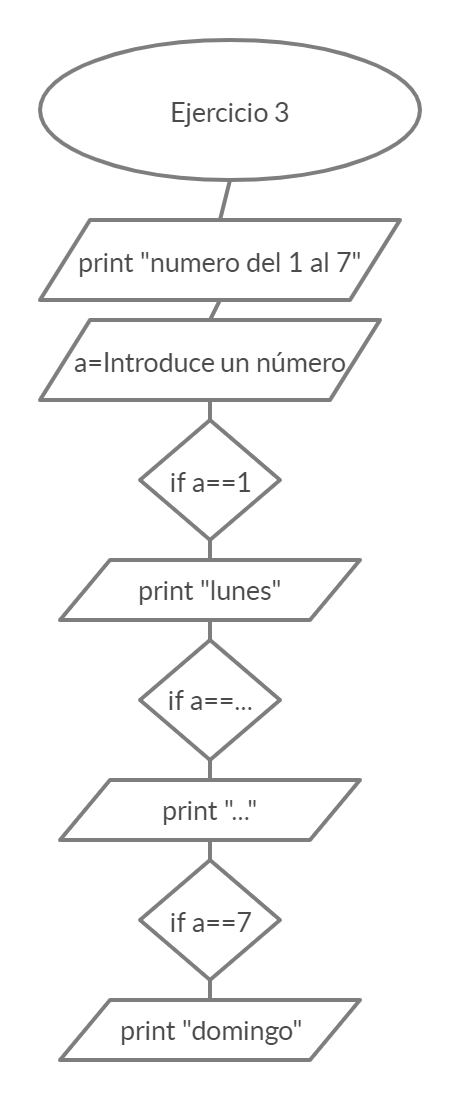 Ejercicio 3
print "numero del 1 al 7"
a=Introduce un número
if a==1
print "lunes"
if a==...
print "..."
if a==7
print "domingo"